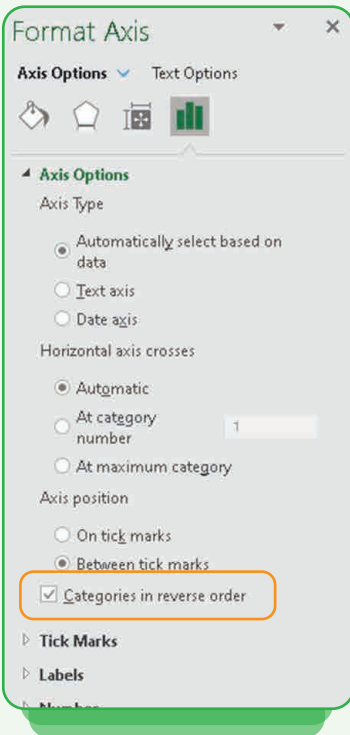 Format Axis
Axis Options Text Options
Axis Options
Axis Type
Automatically select based on
data
Text axis
Date axis
Horizontal axis crosses
Automatic
At category
number
1
At maximum category
Axis position
On tick marks
Between tick marks
Categories in reverse order
Tick Marks
Labels